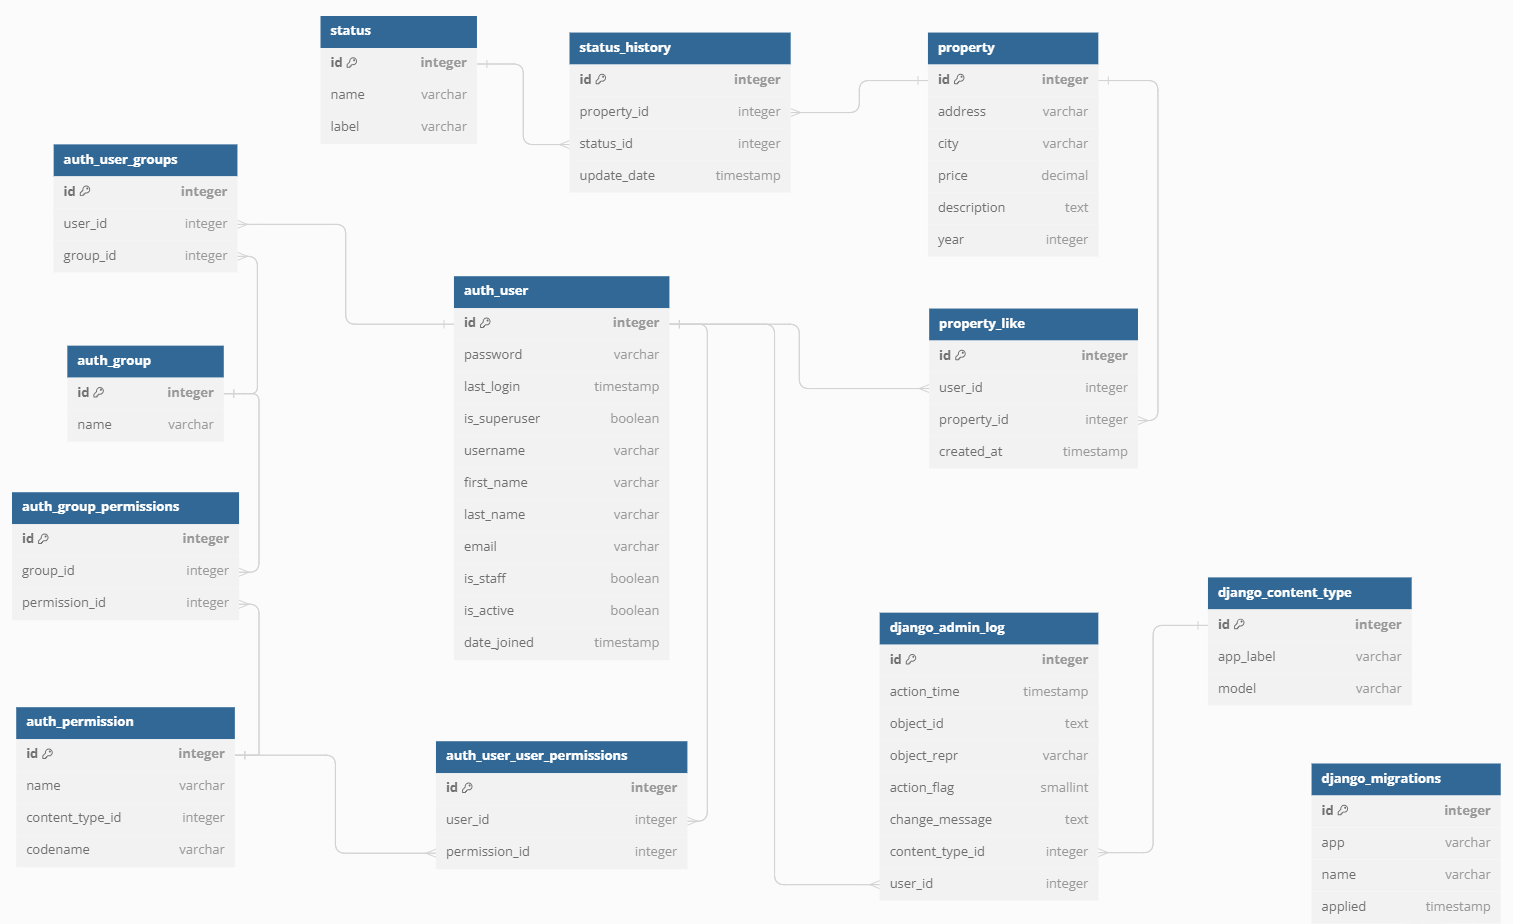 status
id integer
name varchar
label varchar
status_history
id integer
property_id integer
status_id integer
update_date timestamp
property
id integer
address varchar
city varchar
price decimal
description text
year integer
auth_user_groups
id integer
user_id integer
group_id integer
auth_user
id integer
password varchar
last_login timestamp
is_superuser boolean
username varchar
first_name varchar
last_name varchar
email varchar
is_staff boolean
is_active boolean
date_joined timestamp
property_like
id integer
user_id integer
property_id integer
created_at timestamp
auth_group
id integer
name varchar
auth_group_permissions
id integer
group_id integer
permission_id integer
django_content_type
id integer
app_label varchar
model varchar
django_admin_log
id integer
action_time timestamp
object_id text
object_repr varchar
action_flag smallint
change_message text
content_type_id integer
user_id integer
auth_permission
id integer
name varchar
content_type_id integer
codename varchar
auth_user_user_permissions
id integer
user_id integer
permission_id integer
django_migrations
id integer
app varchar
name varchar
applied timestamp